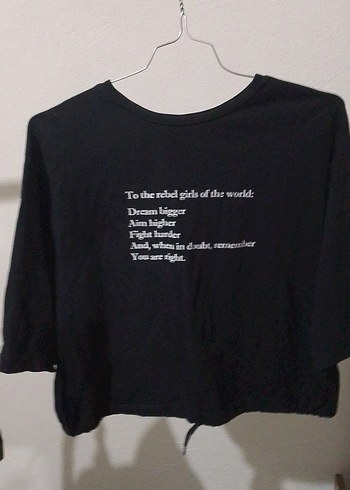 To the rebel girls of the world:
Dream bigger
Aim higher
Fight harder
And, when in doubt, remember
You are right.